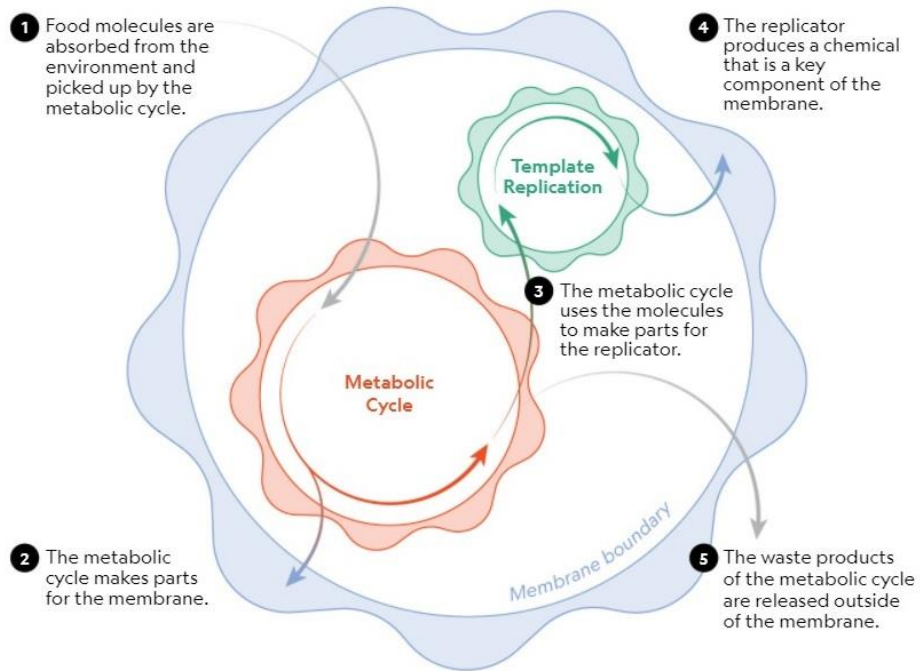 1 Food molecules are
absorbed from the
environment and
picked up by the
metabolic cycle.
4 The replicator
produces a chemical
that is a key
component of the
membrane.
Template
Replication
3 The metabolic cycle
uses the molecules
to make parts for
the replicator.
Metabolic
Cycle
Membrane boundary
2 The metabolic
cycle makes parts
for the membrane.
5 The waste products
of the metabolic cycle
are released outside
of the membrane.